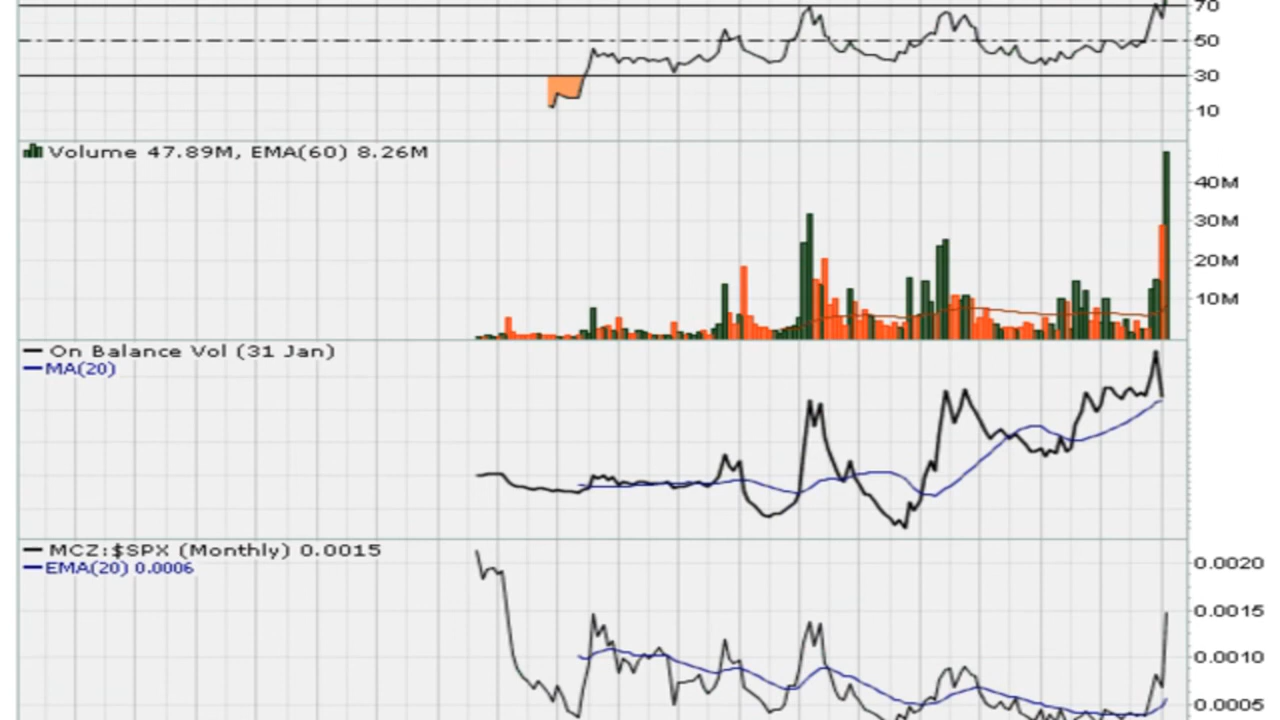 70
50
30
10
Volume 47.89M, EMA(60) 8.26M
40M
30M
20M
10M
On Balance Vol (31 Jan)
MA(20)
MCZ:$SPX (Monthly) 0.0015
EMA(20) 0.0006
0.0020
0.0015
0.0010
0.0005